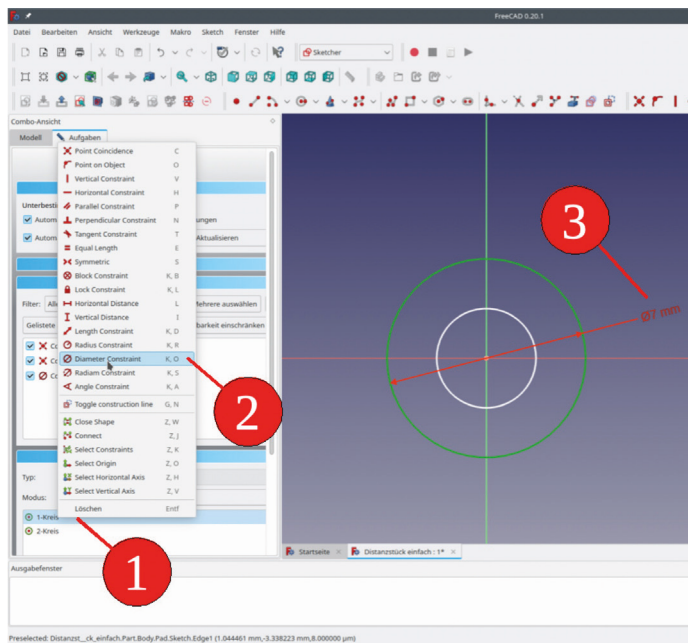 FreeCAD 0.20.1
Datei Bearbeiten Ansicht Werkzeuge Makro Sketch Fenster Hilfe
Sketcher
Combo-Ansicht
Modell Aufgaben
Point Coincidence C
Point on Object O
Vertical Constraint V
Horizontal Constraint H
Unterbesti
Parallel Constraint P
Autom
Perpendicular Constraint N
ungen
Tangent Constraint T
Autom
Aktualisieren
Equal Length E
Symmetric S
Block Constraint K, B
Lock Constraint K, L
Filter: Horizontal Distance L
ehrere auswählen
Vertical Distance I
Gelistete
Length Constraint K, D
barkeit einschränken
Radius Constraint K, R
Diameter Constraint K, O
Radiam Constraint K, S
Angle Constraint K, A
Toggle construction line G, N
Close Shape Z, W
Connect Z, J
Select Constraints Z, K
Select Origin Z, O
Typ:
Select Horizontal Axis Z, H
Modus:
Select Vertical Axis Z, V
Löschen Entf
1-Kreis
2-Kreis
1
2
3
Ø7 mm
Startseite Distanzstück einfach : 1*
Ausgabefenster
Preselected: Distanzst__ck_einfach.Part.Body.Pad.Sketch.Edge1 (1.044461 mm,-3.338223 mm,8.000000 µm)